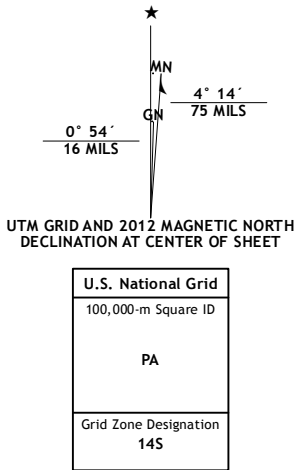 ★
MN
4° 14´
75 MILS
GN
0° 54´
16 MILS
UTM GRID AND 2012 MAGNETIC NORTH
DECLINATION AT CENTER OF SHEET
U.S. National Grid
100,000-m Square ID
PA
Grid Zone Designation
14S